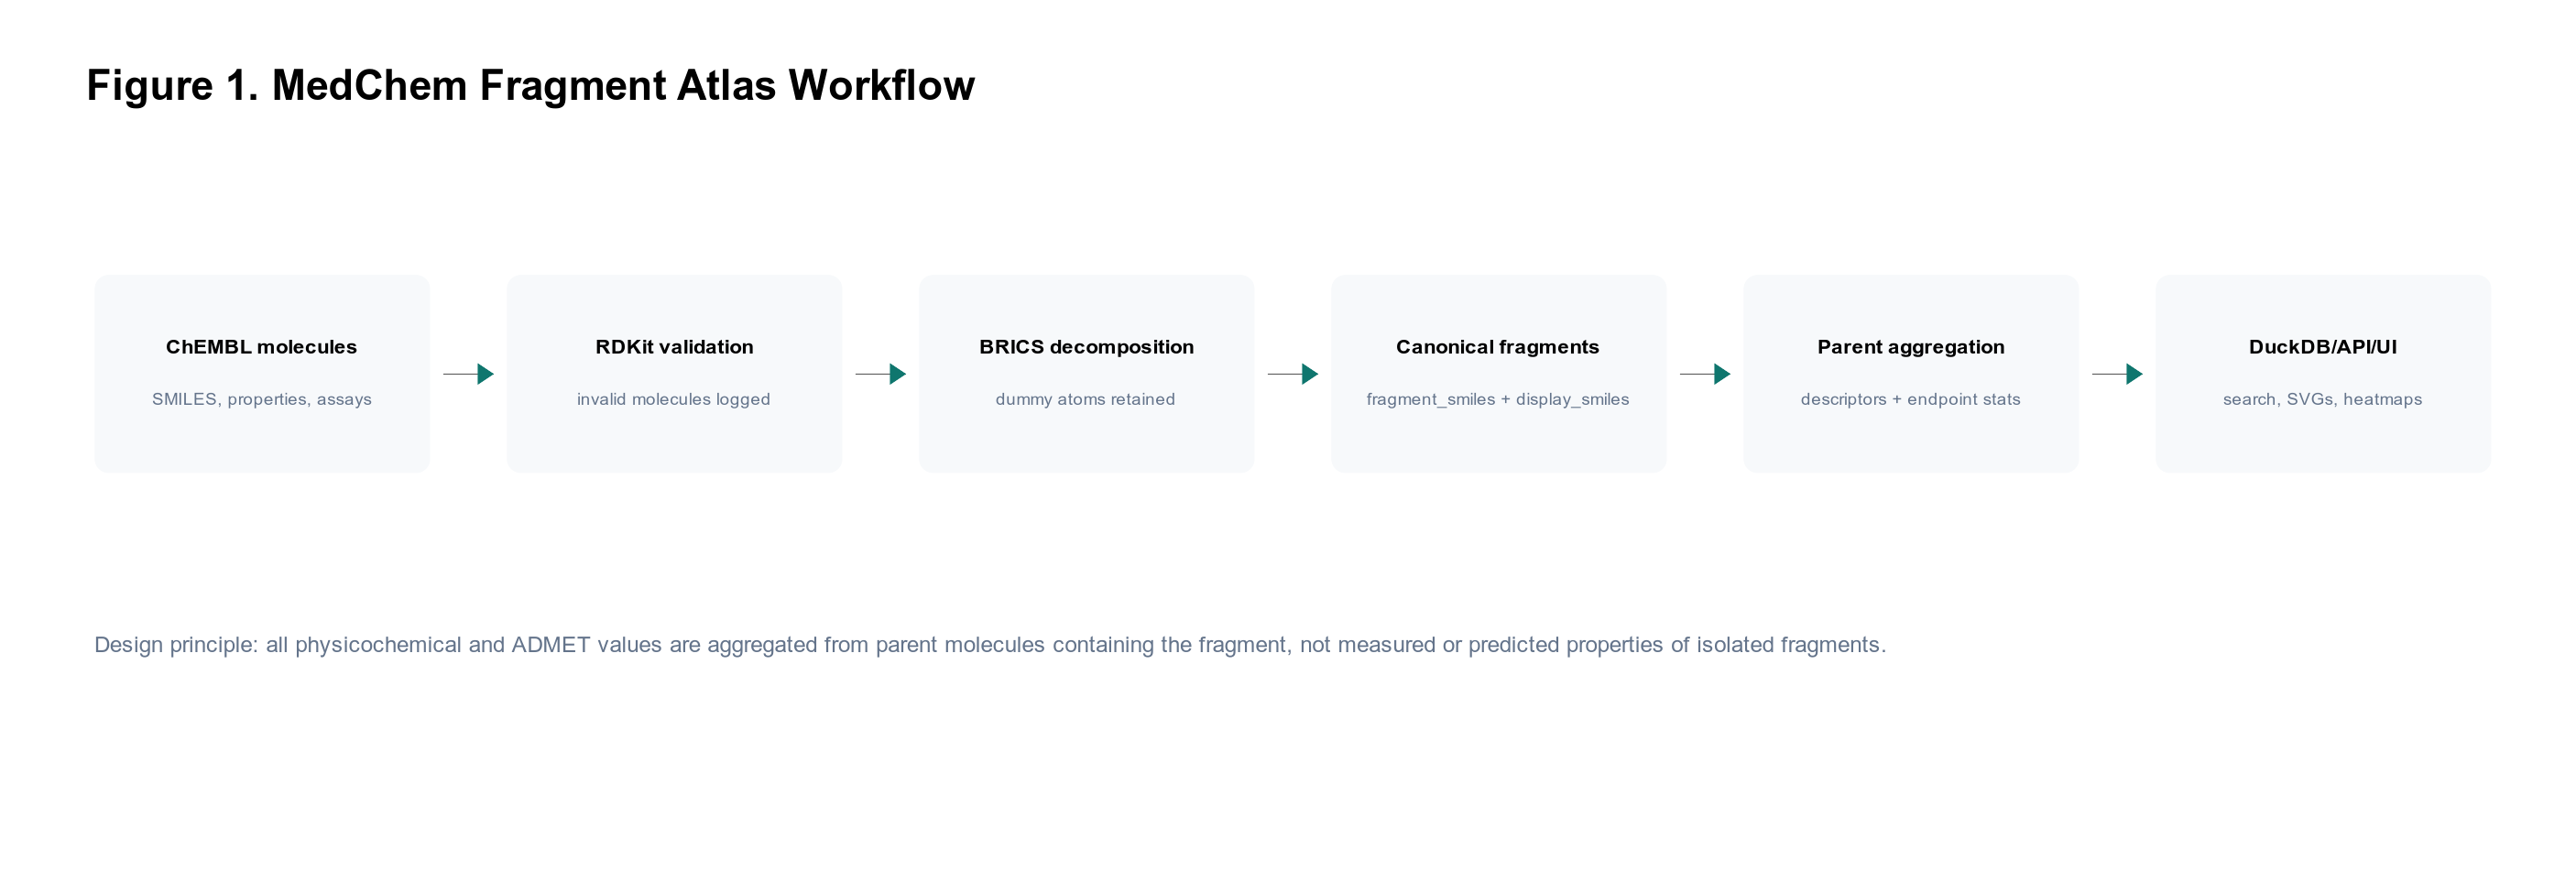 Figure 1. MedChem Fragment Atlas Workflow
ChEMBL molecules
SMILES, properties, assays
RDKit validation
invalid molecules logged
BRICS decomposition
dummy atoms retained
Canonical fragments
fragment_smiles + display_smiles
Parent aggregation
descriptors + endpoint stats
DuckDB/API/UI
search, SVGs, heatmaps
Design principle: all physicochemical and ADMET values are aggregated from parent molecules containing the fragment, not measured or predicted properties of isolated fragments.